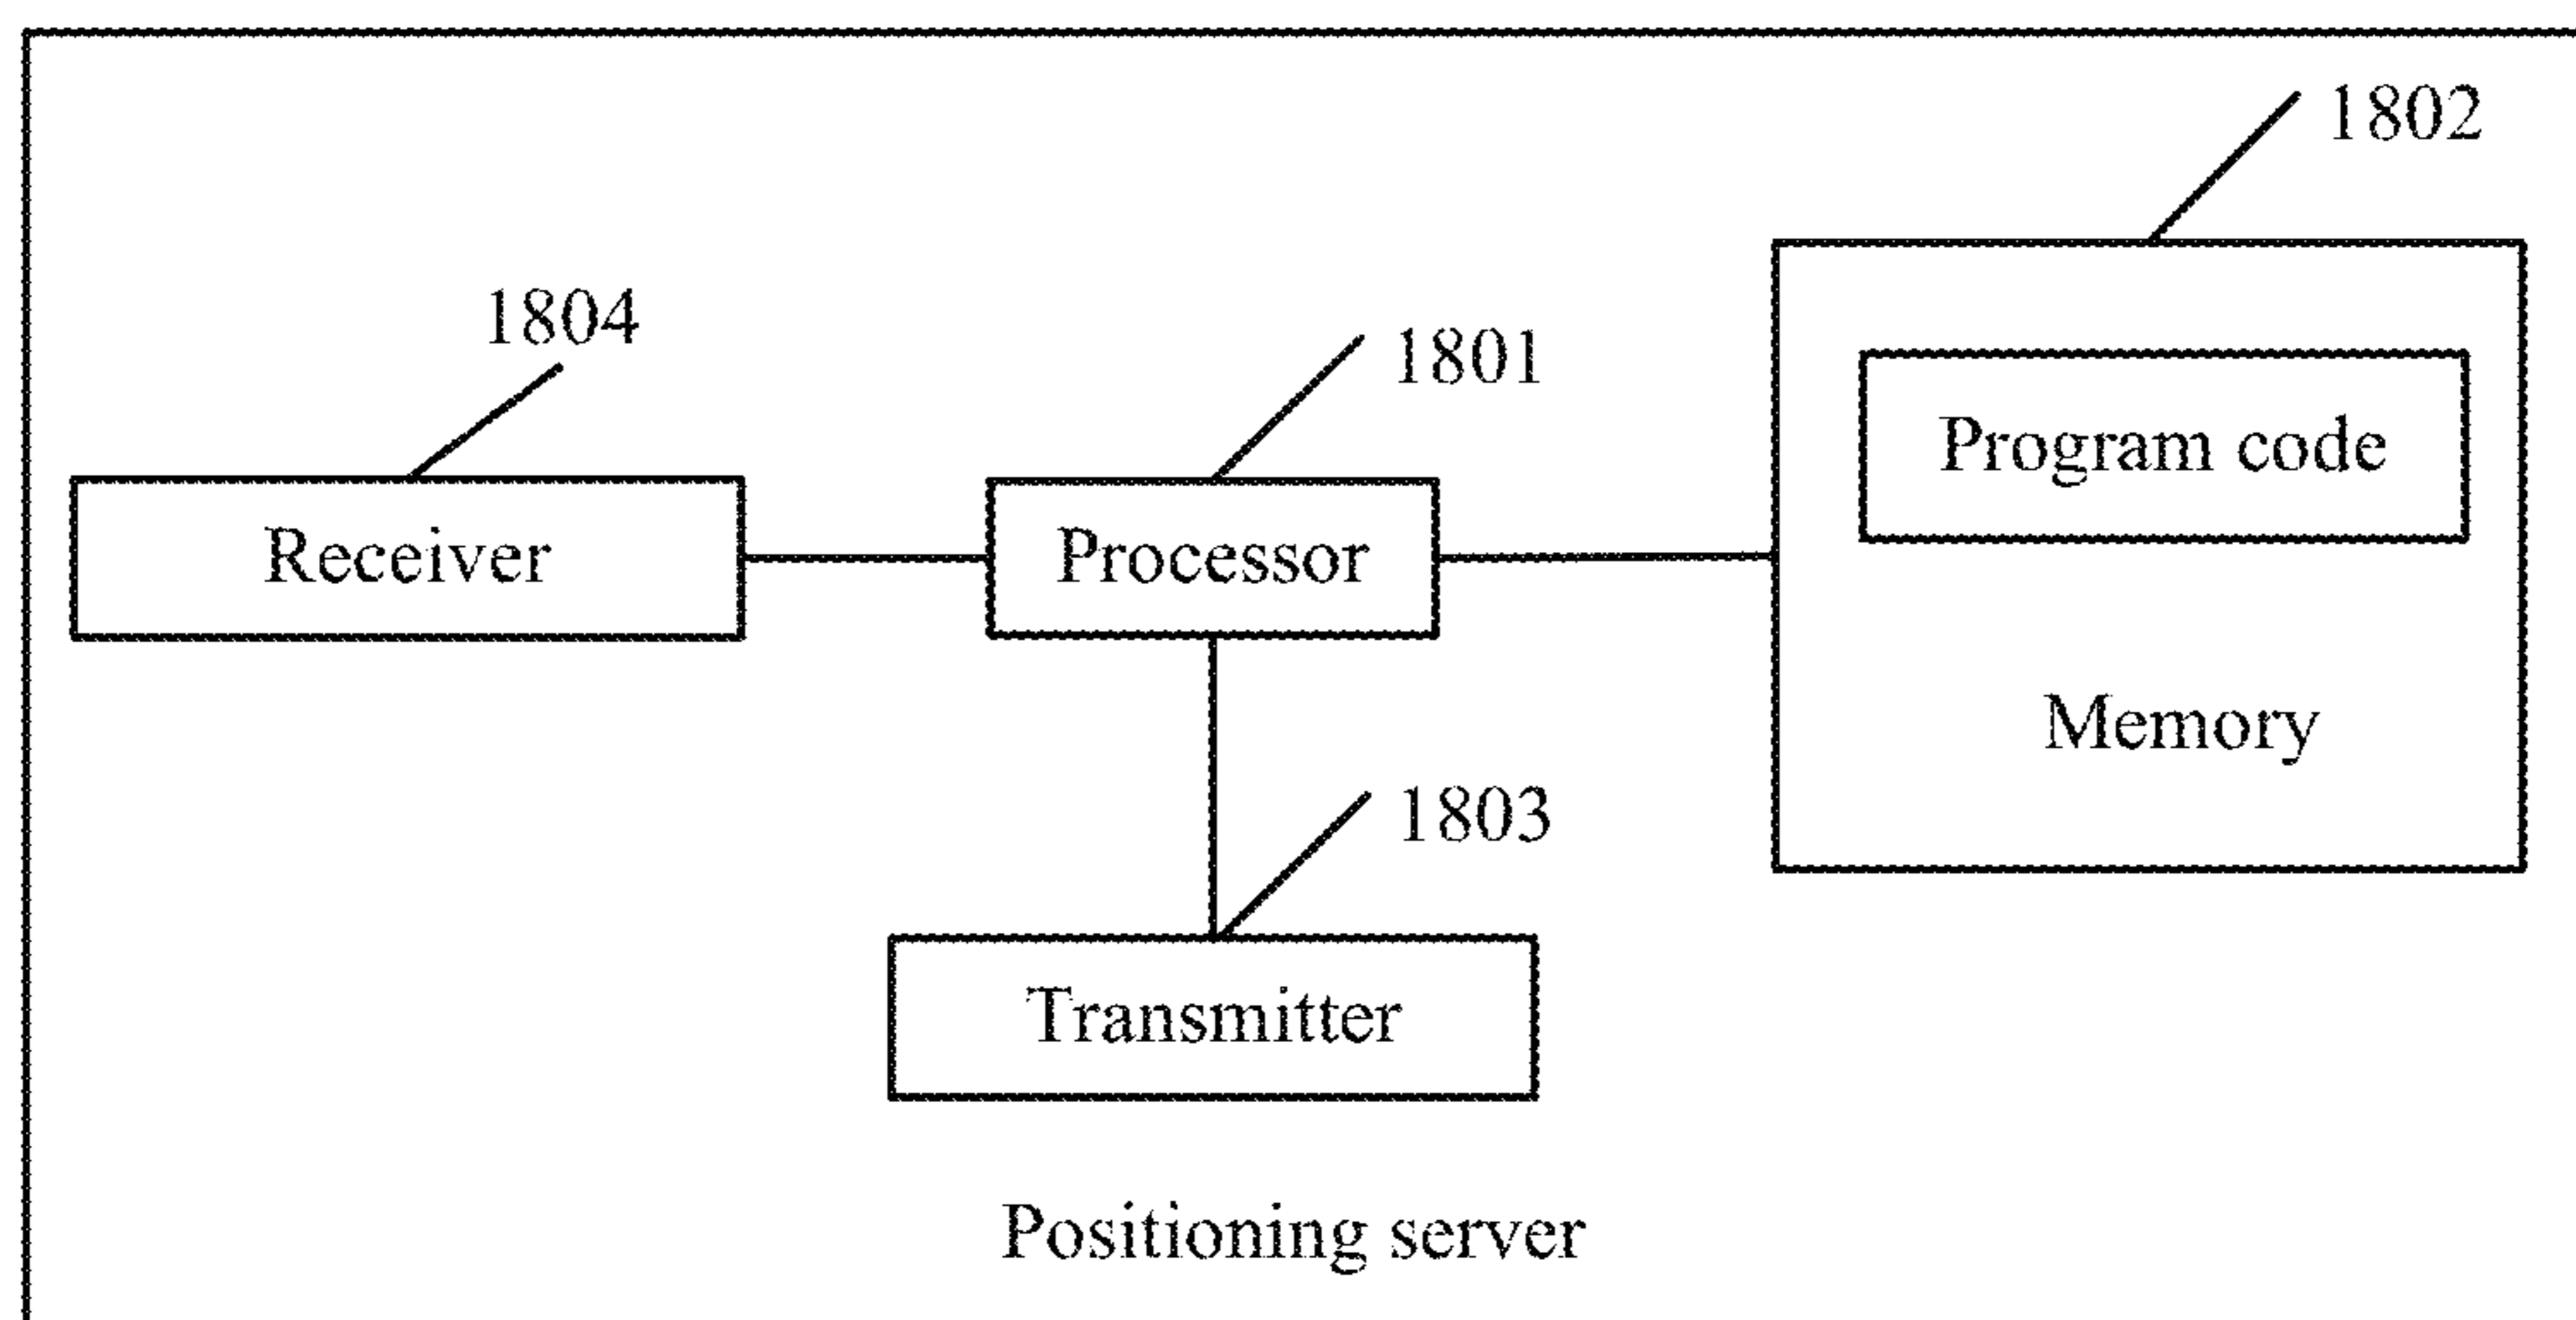 1802
1804
1801
Program code
Receiver
Processor
Memory
1803
Transmitter
Positioning server